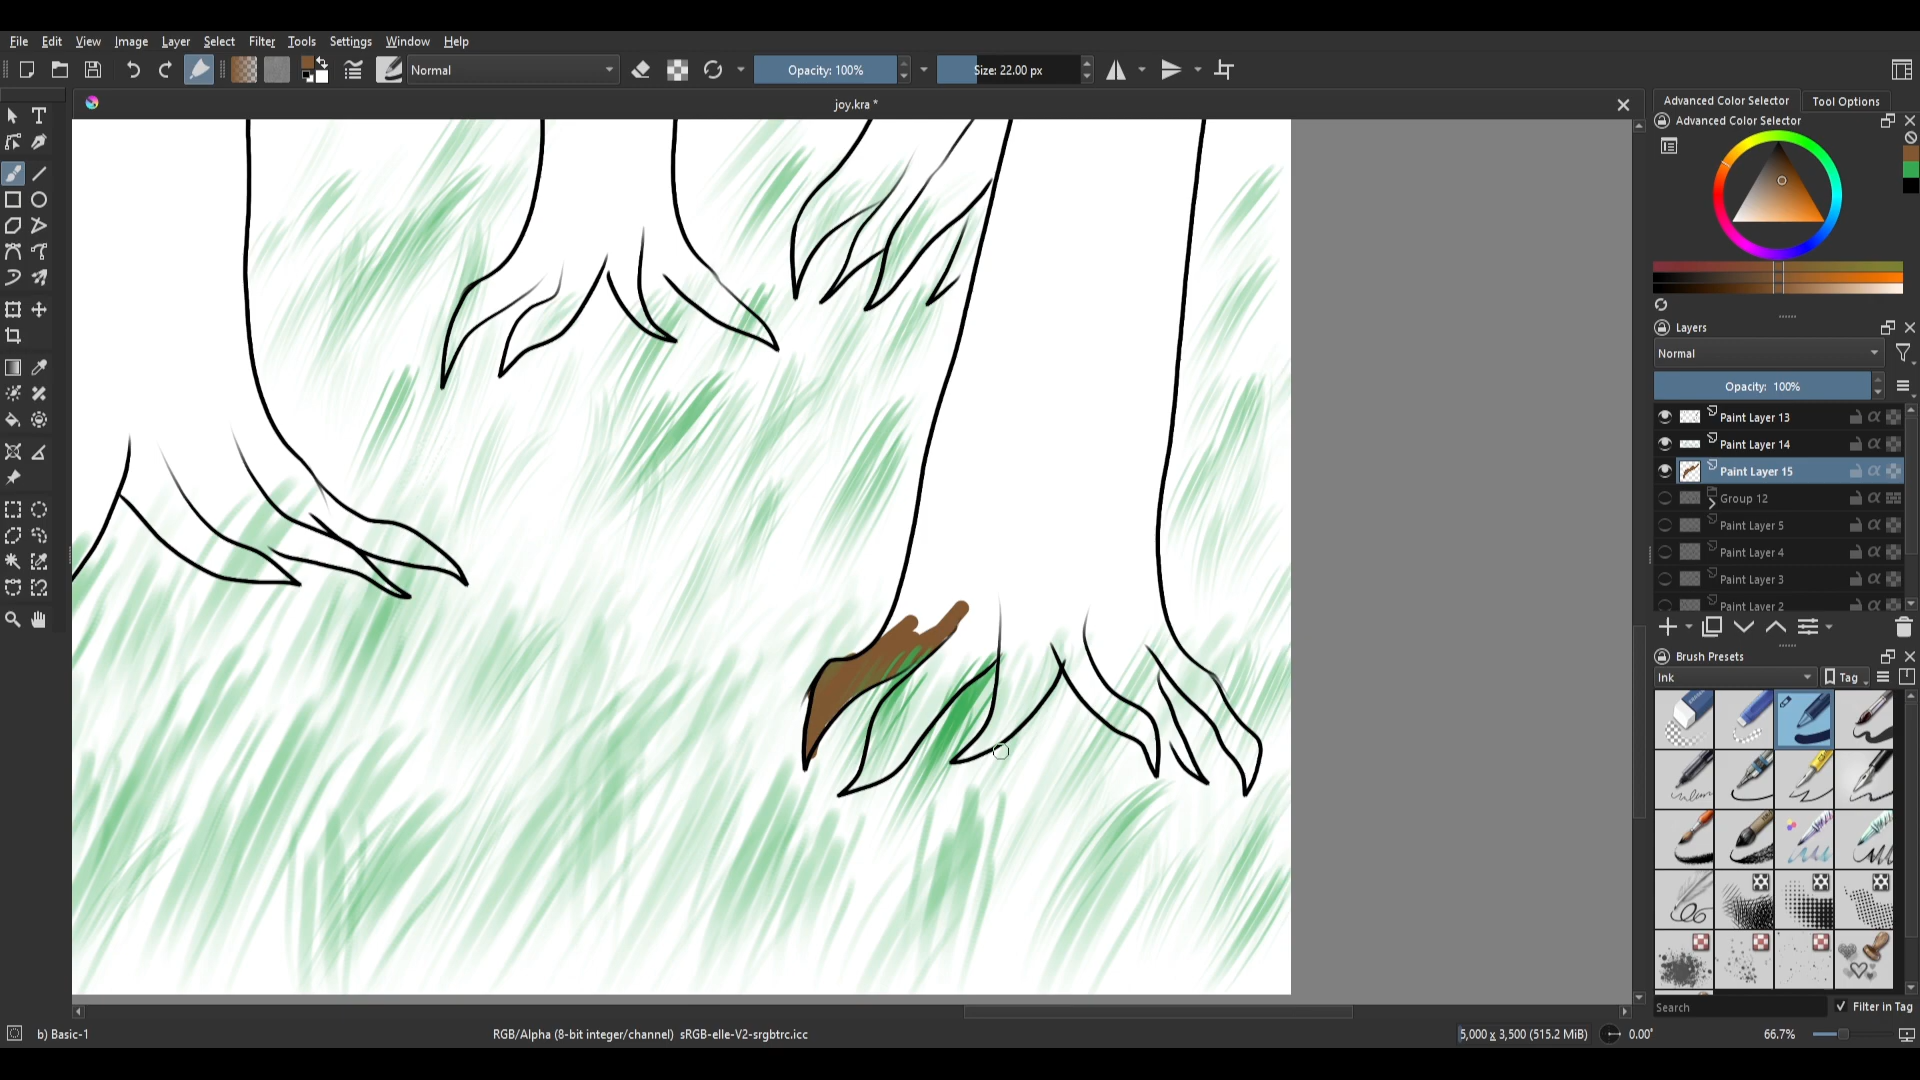 File Edit View Image Layer Select Filter Tools Settings Window Help
Normal
Opacity: 100%
Size: 22.00 px
joy.kra *
Advanced Color Selector
Tool Options
Advanced Color Selector
Layers
Normal
Opacity: 100%
Paint Layer 13
Paint Layer 14
Paint Layer 15
Group 12
Paint Layer 5
Paint Layer 4
Paint Layer 3
Paint Layer 2
Brush Presets
Ink
Tag
Search
Filter in Tag
b) Basic-1
RGB/Alpha (8-bit integer/channel) sRGB-elle-V2-srgbtrc.icc
5,000 x 3,500 (515.2 MiB)
0.00°
66.7%